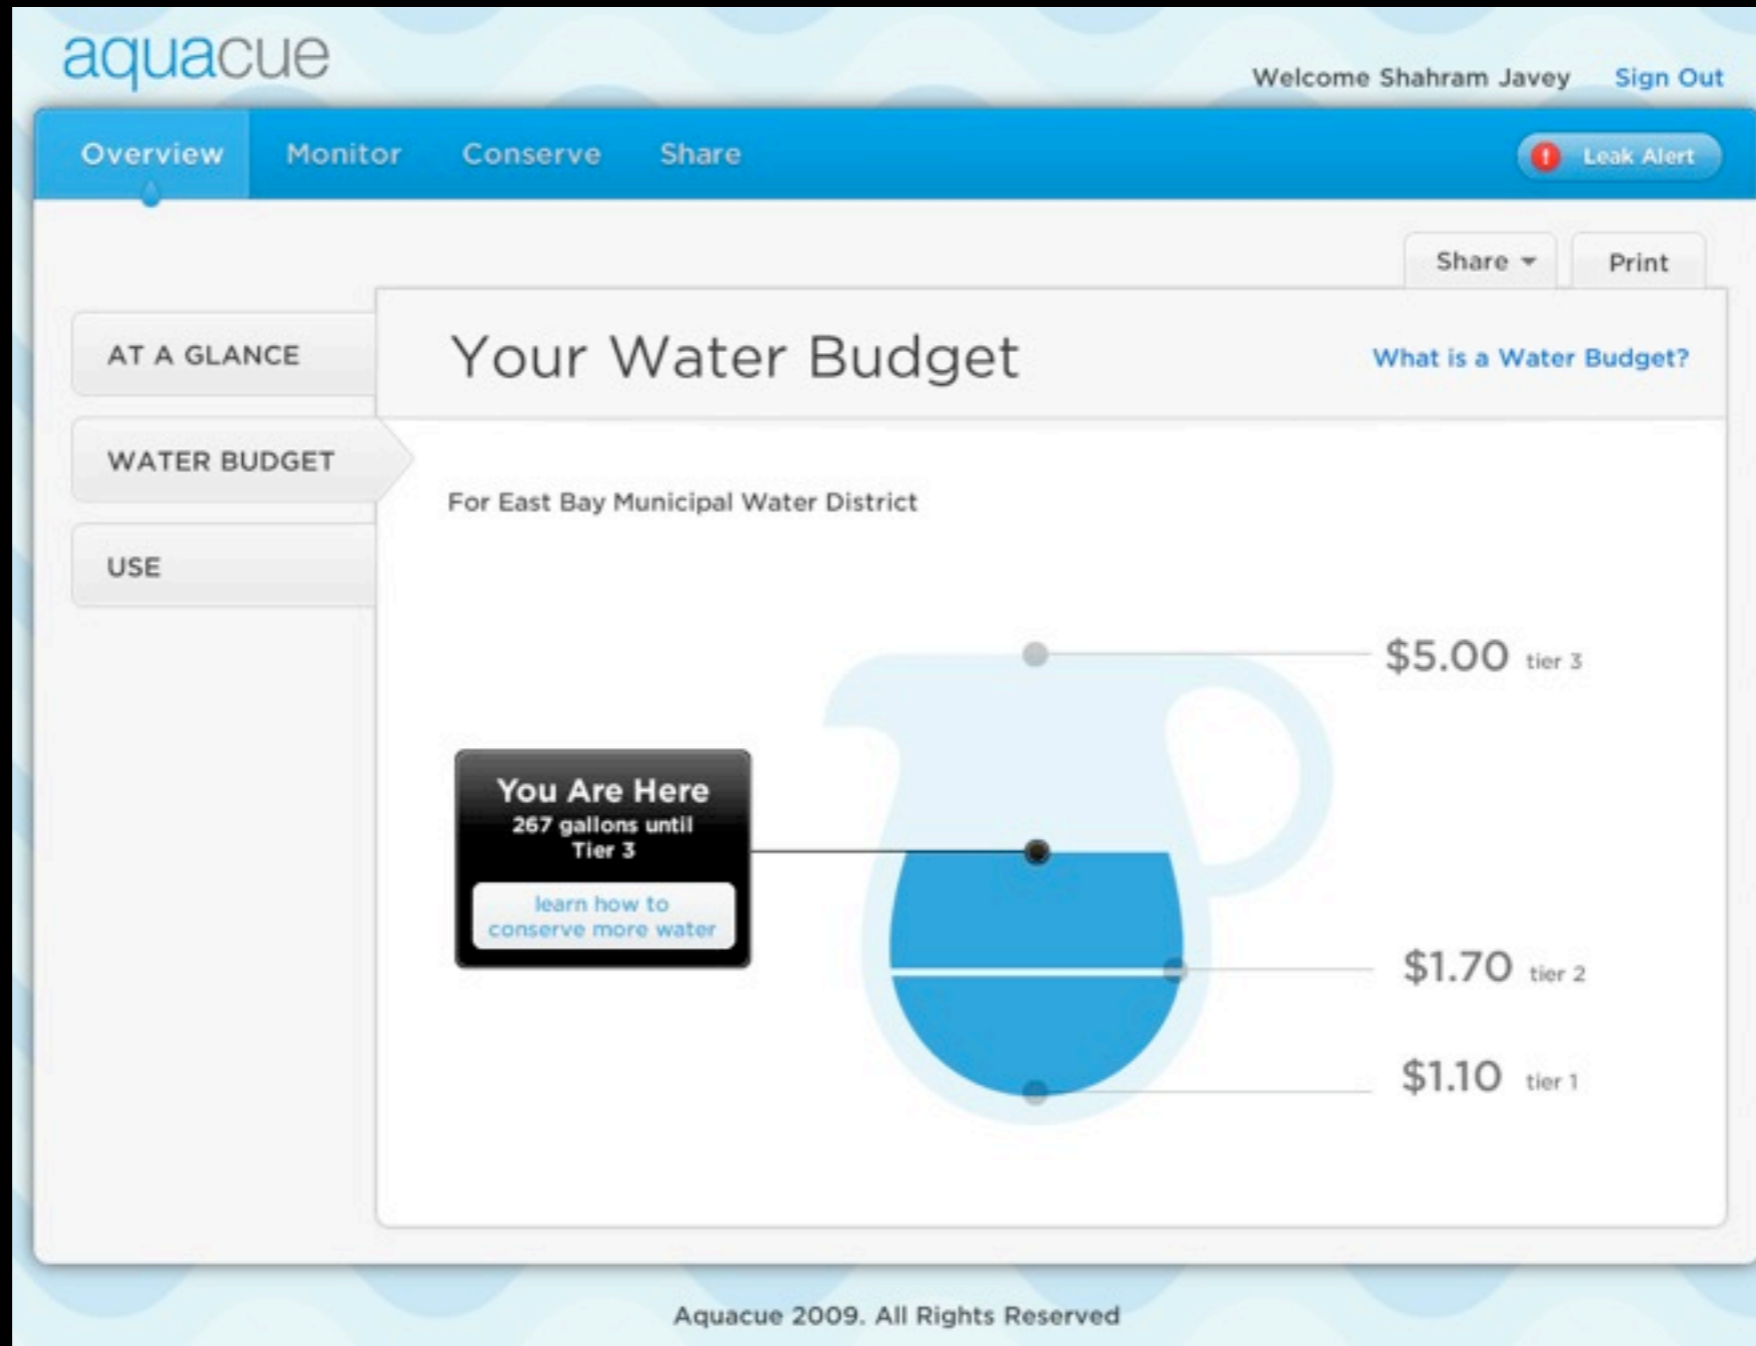 aquacue
Welcome Shahram Javey Sign Out
Overview Monitor Conserve Share
! Leak Alert
Share Print
AT A GLANCE
WATER BUDGET
USE
Your Water Budget
What is a Water Budget?
For East Bay Municipal Water District
$5.00 tier 3
You Are Here
267 gallons until
Tier 3
learn how to
conserve more water
$1.70 tier 2
$1.10 tier 1
Aquacue 2009. All Rights Reserved